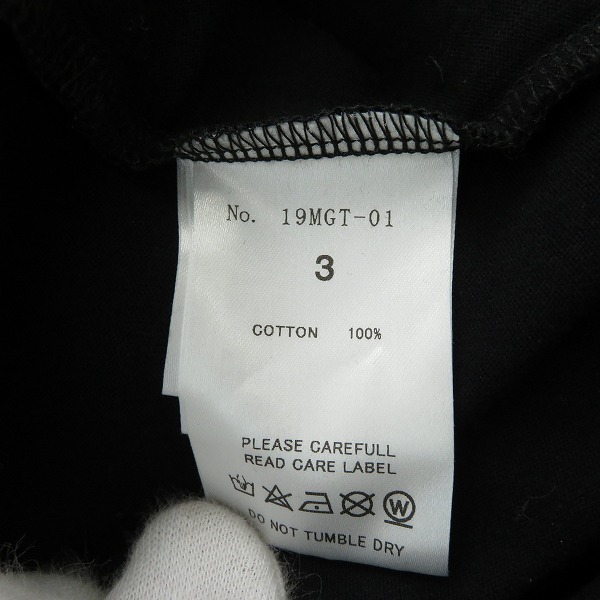 No. 19MGT-01
3
COTTON 100%
PLEASE CAREFULL
READ CARE LABEL
W
DO NOT TUMBLE DRY